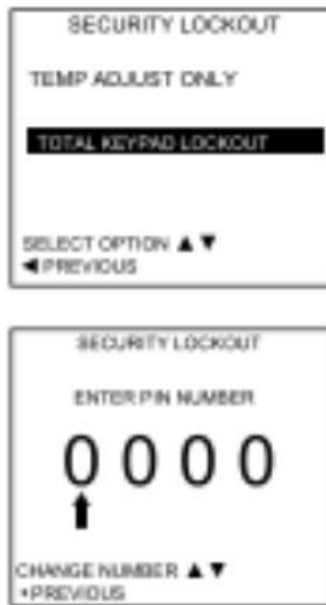 SECURITY LOCKOUT
TEMP ADJUST ONLY
TOTAL KEYPAD LOCKOUT
SELECT OPTION ▲ ▼
◀ PREVIOUS
SECURITY LOCKOUT
ENTER PIN NUMBER
0 0 0 0
CHANGE NUMBER ▲ ▼
◂PREVIOUS